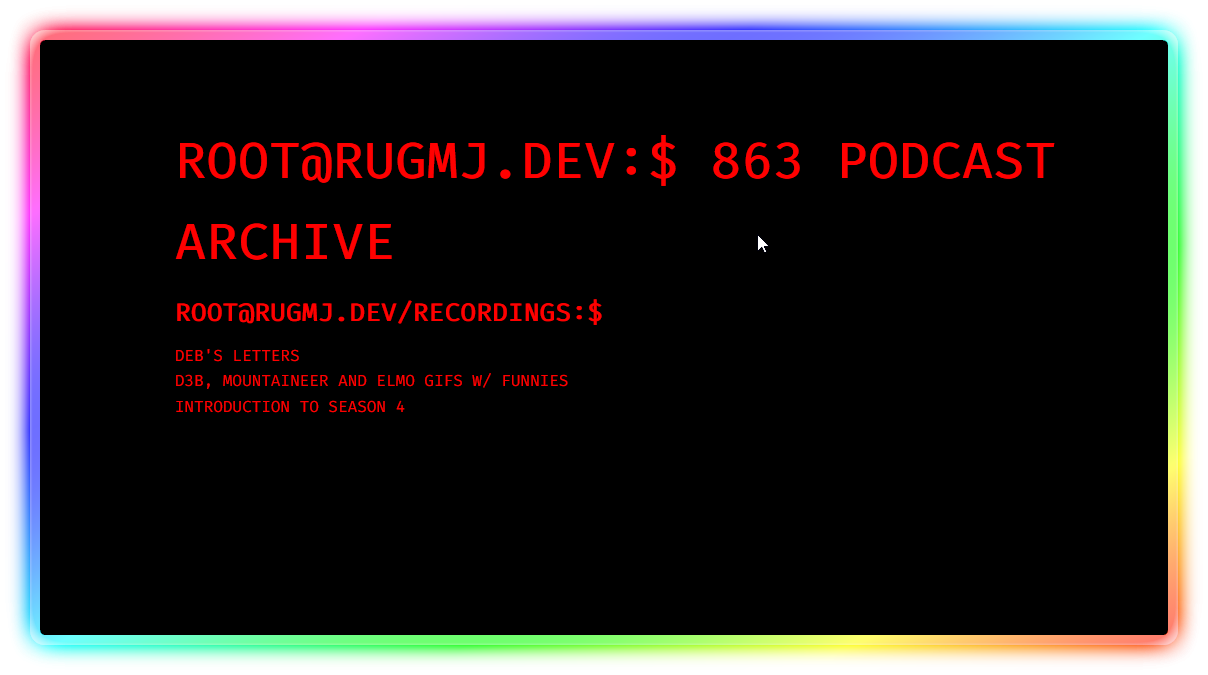 ROOT@RUGMJ.DEV:$ 863 PODCAST
ARCHIVE
ROOT@RUGMJ.DEV/RECORDINGS:$
DEB'S LETTERS
D3B, MOUNTAINEER AND ELMO GIFS W/ FUNNIES
INTRODUCTION TO SEASON 4